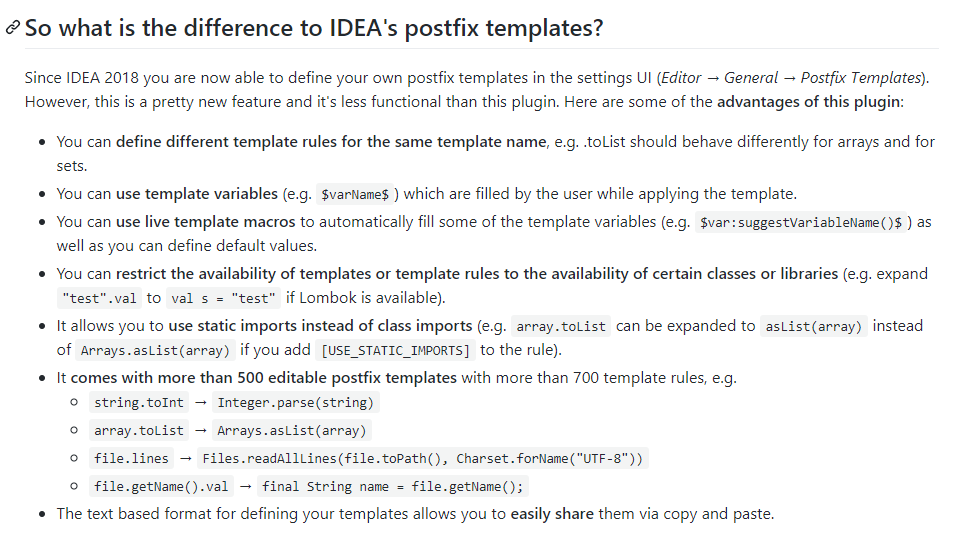 So what is the difference to IDEA's postfix templates?
Since IDEA 2018 you are now able to define your own postfix templates in the settings UI (Editor → General → Postfix Templates).
However, this is a pretty new feature and it's less functional than this plugin. Here are some of the advantages of this plugin:
• You can define different template rules for the same template name, e.g. .toList should behave differently for arrays and for
sets.
• You can use template variables (e.g. $varName$ ) which are filled by the user while applying the template.
• You can use live template macros to automatically fill some of the template variables (e.g. $var:suggestVariableName()$ ) as
well as you can define default values.
• You can restrict the availability of templates or template rules to the availability of certain classes or libraries (e.g. expand
"test".val to val s = "test" if Lombok is available).
• It allows you to use static imports instead of class imports (e.g. array.toList can be expanded to asList(array) instead
of Arrays.asList(array) if you add [USE_STATIC_IMPORTS] to the rule).
• It comes with more than 500 editable postfix templates with more than 700 template rules, e.g.
○ string.toInt → Integer.parse(string)
○ array.toList → Arrays.asList(array)
○ file.lines → Files.readAllLines(file.toPath(), Charset.forName("UTF-8"))
○ file.getName().val → final String name = file.getName();
• The text based format for defining your templates allows you to easily share them via copy and paste.